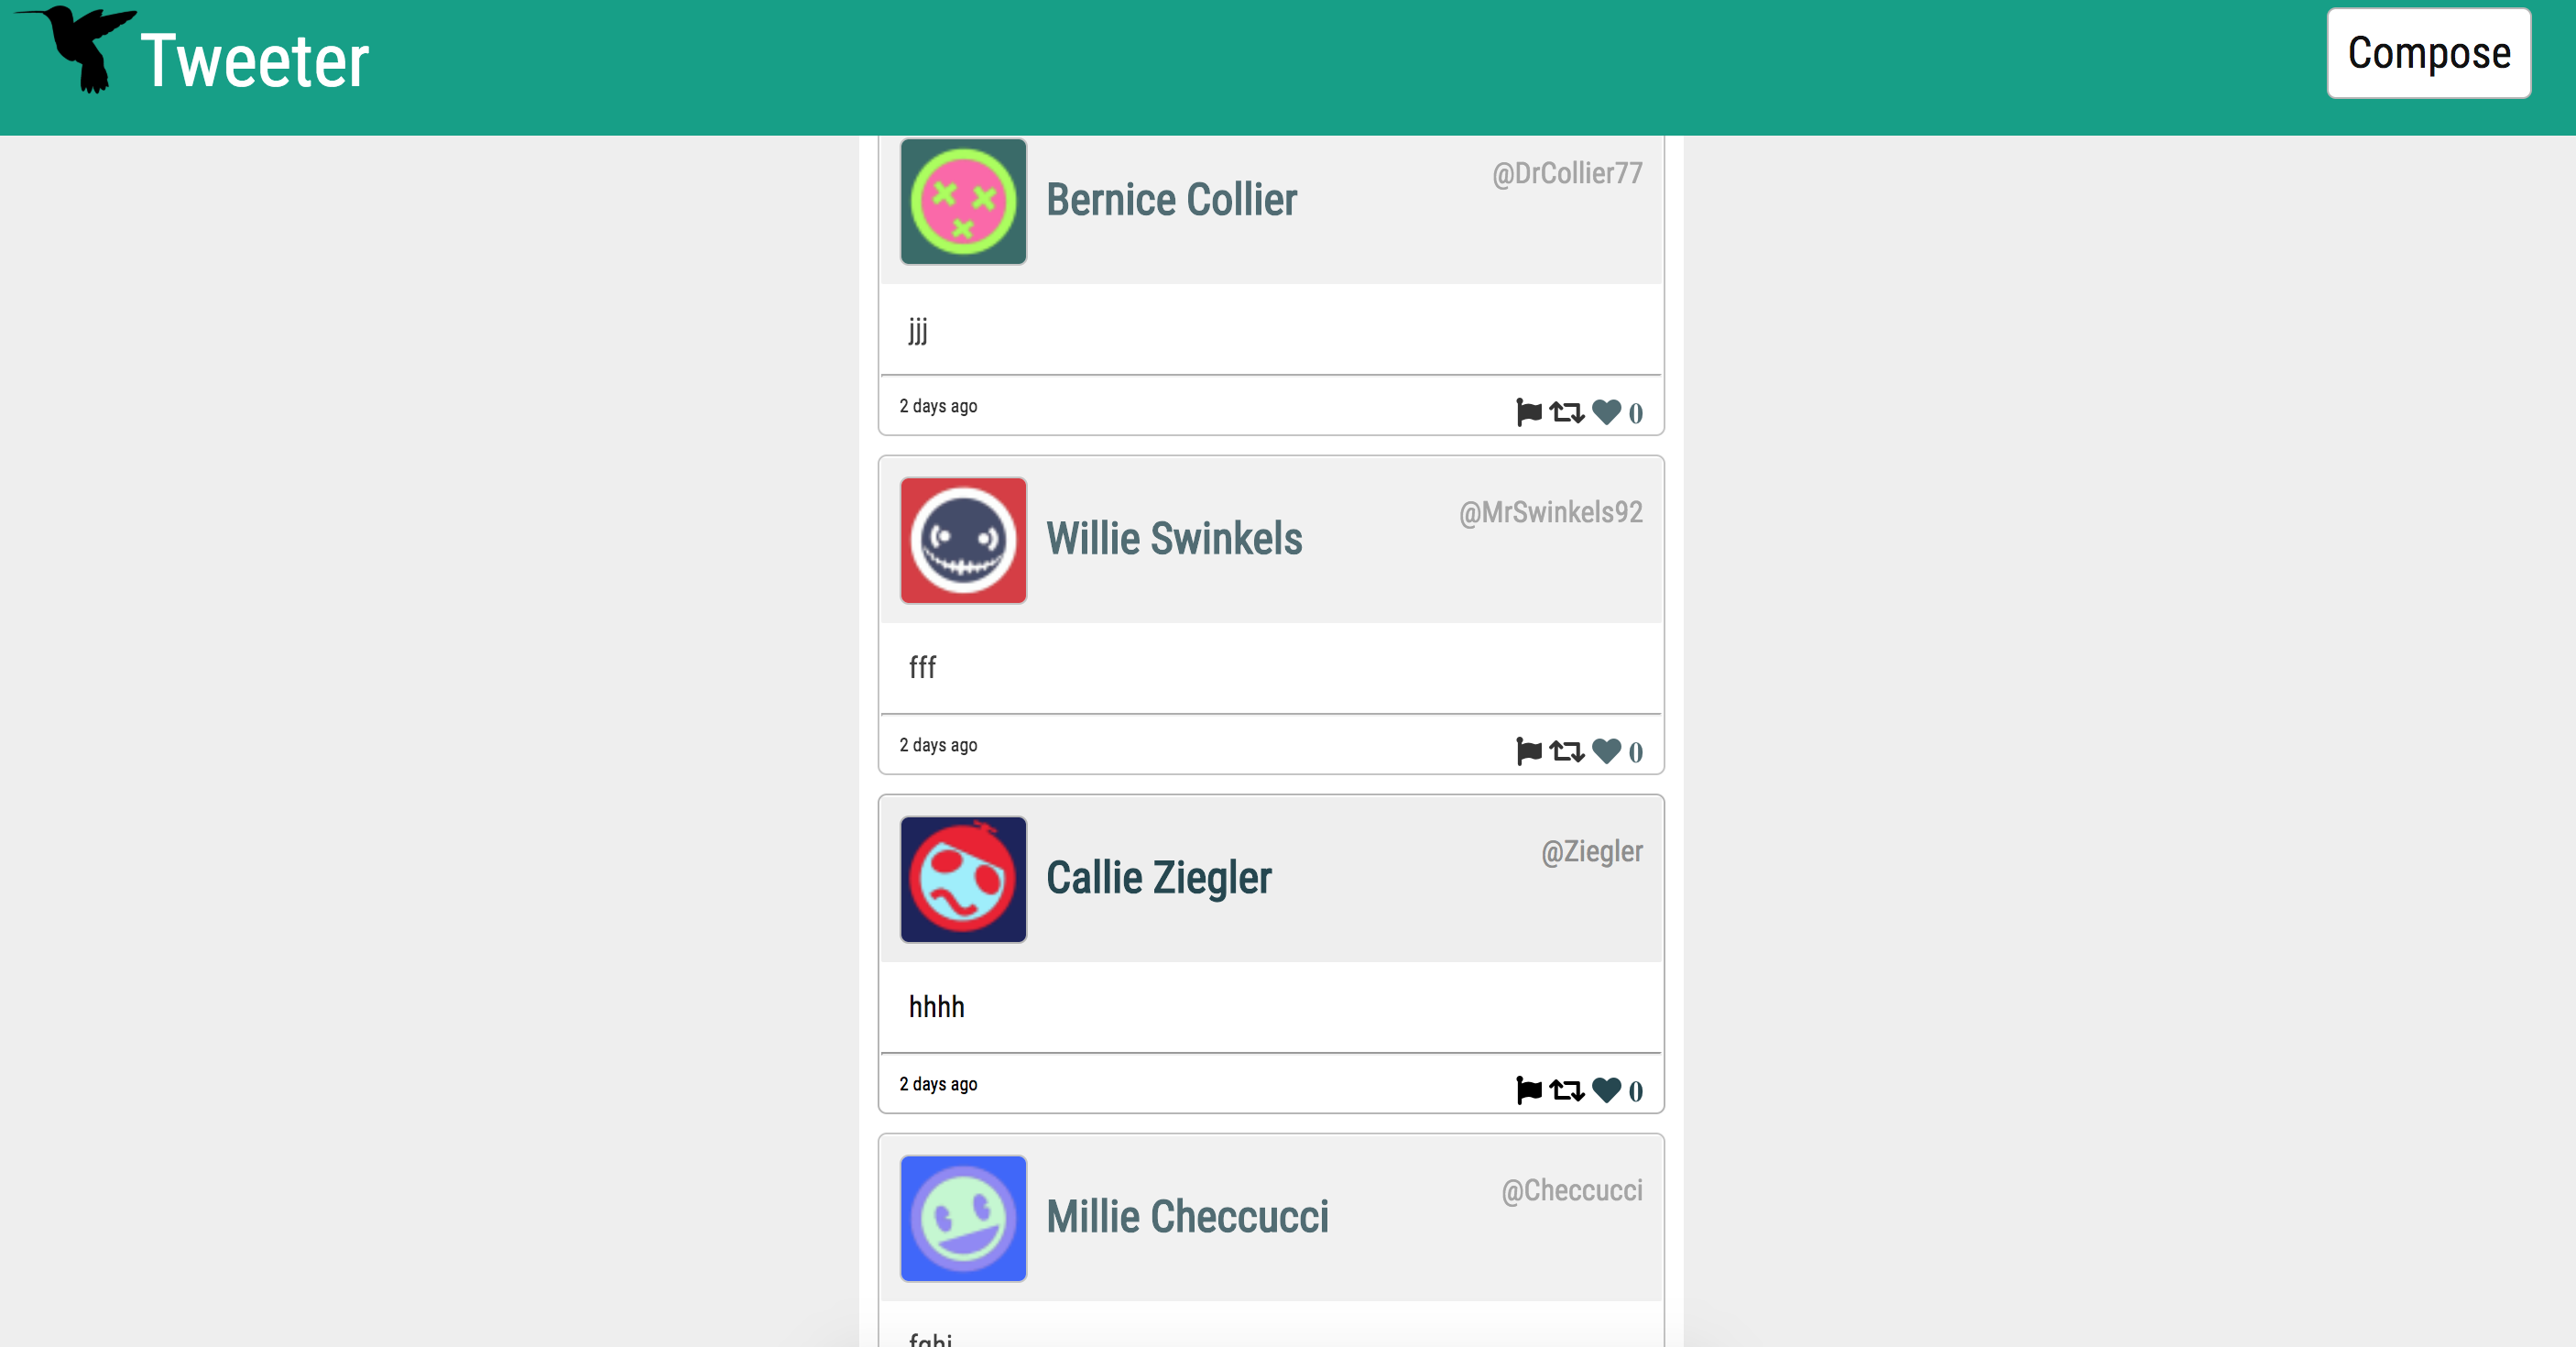 Tweeter
Compose
Bernice Collier
@DrCollier77
jjj
2 days ago
0
Willie Swinkels
@MrSwinkels92
fff
2 days ago
0
Callie Ziegler
@Ziegler
hhhh
2 days ago
0
Millie Checcucci
@Checcucci